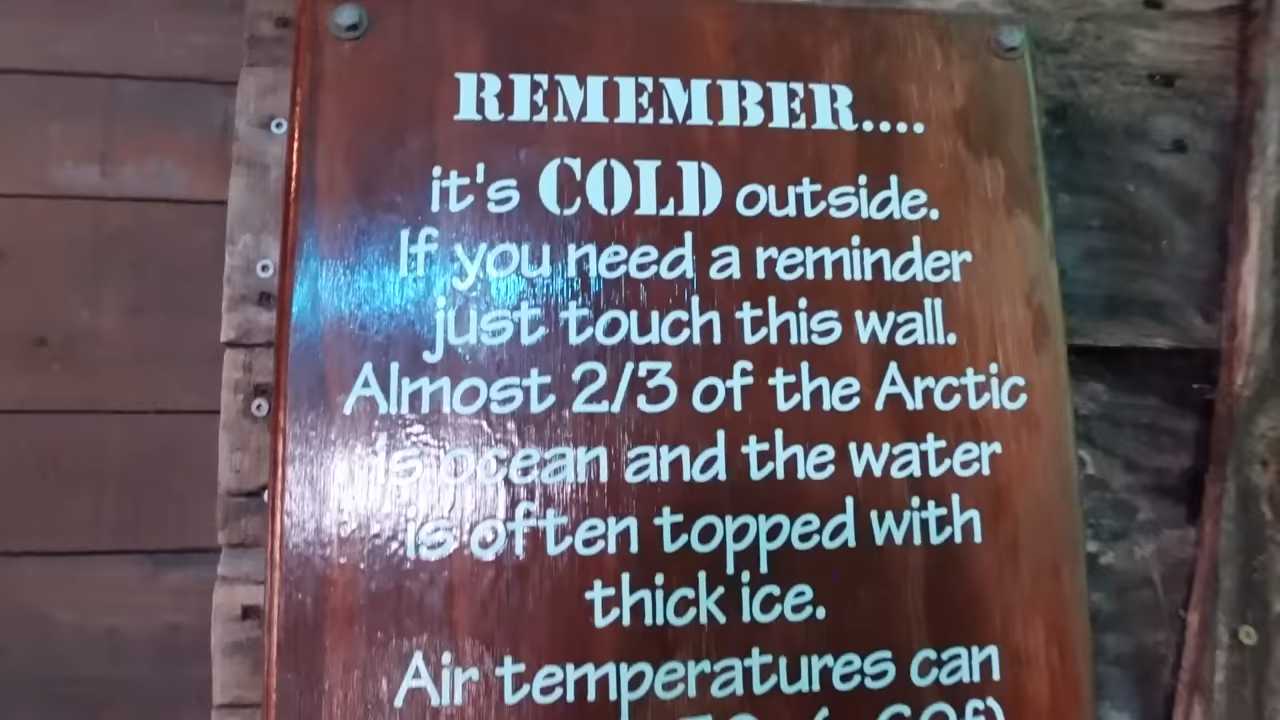 REMEMBER....
it's COLD outside.
If you need a reminder
just touch this wall.
Almost 2/3 of the Arctic
is ocean and the water
is often topped with
thick ice.
Air temperatures can